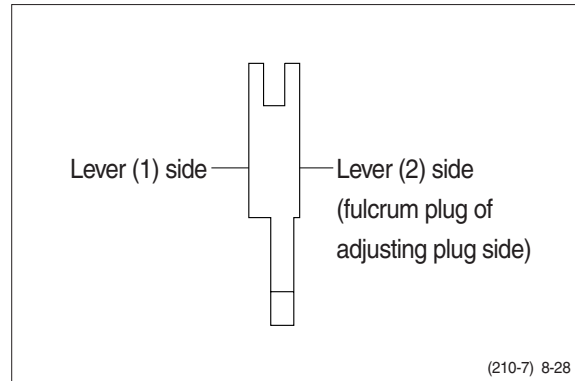 Lever (1) side
Lever (2) side
(fulcrum plug of
adjusting plug side)
(210-7) 8-28